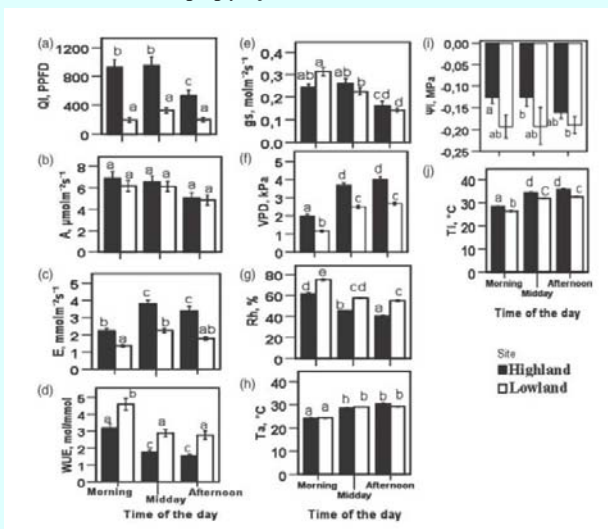 (a)
QI, PPFD
1200
800
400
0
b
a
b
a
c
a
(b)
A, µmolm⁻²s⁻¹
8
6
4
2
0
a
a
a
a
a
a
(c)
E, mmolm⁻²s⁻¹
4
3
2
1
0
b
a
c
b
c
ab
(d)
WUE, mol/mmol
5
4
3
2
1
0
a
b
c
a
c
a
Morning
Midday
Afternoon
Time of the day
(e)
gs, molm⁻²s⁻¹
0,4
0,3
0,2
0,1
0,0
ab
a
ab
b
cd
d
(f)
VPD, kPa
4
3
2
1
0
a
b
d
c
d
c
(g)
Rh, %
80
60
40
20
0
d
e
b
cd
a
c
(h)
Ta, °C
40
30
20
10
0
a
a
b
b
b
b
Morning
Midday
Afternoon
Time of the day
(i)
Ψl, MPa
0,00
-0,05
-0,10
-0,15
-0,20
-0,25
a
ab
b
ab
ab
b
(j)
Tl, °C
40
30
20
10
0
a
b
d
C
d
c
Morning
Midday
Afternoon
Time of the day
Site
Highland
Lowland